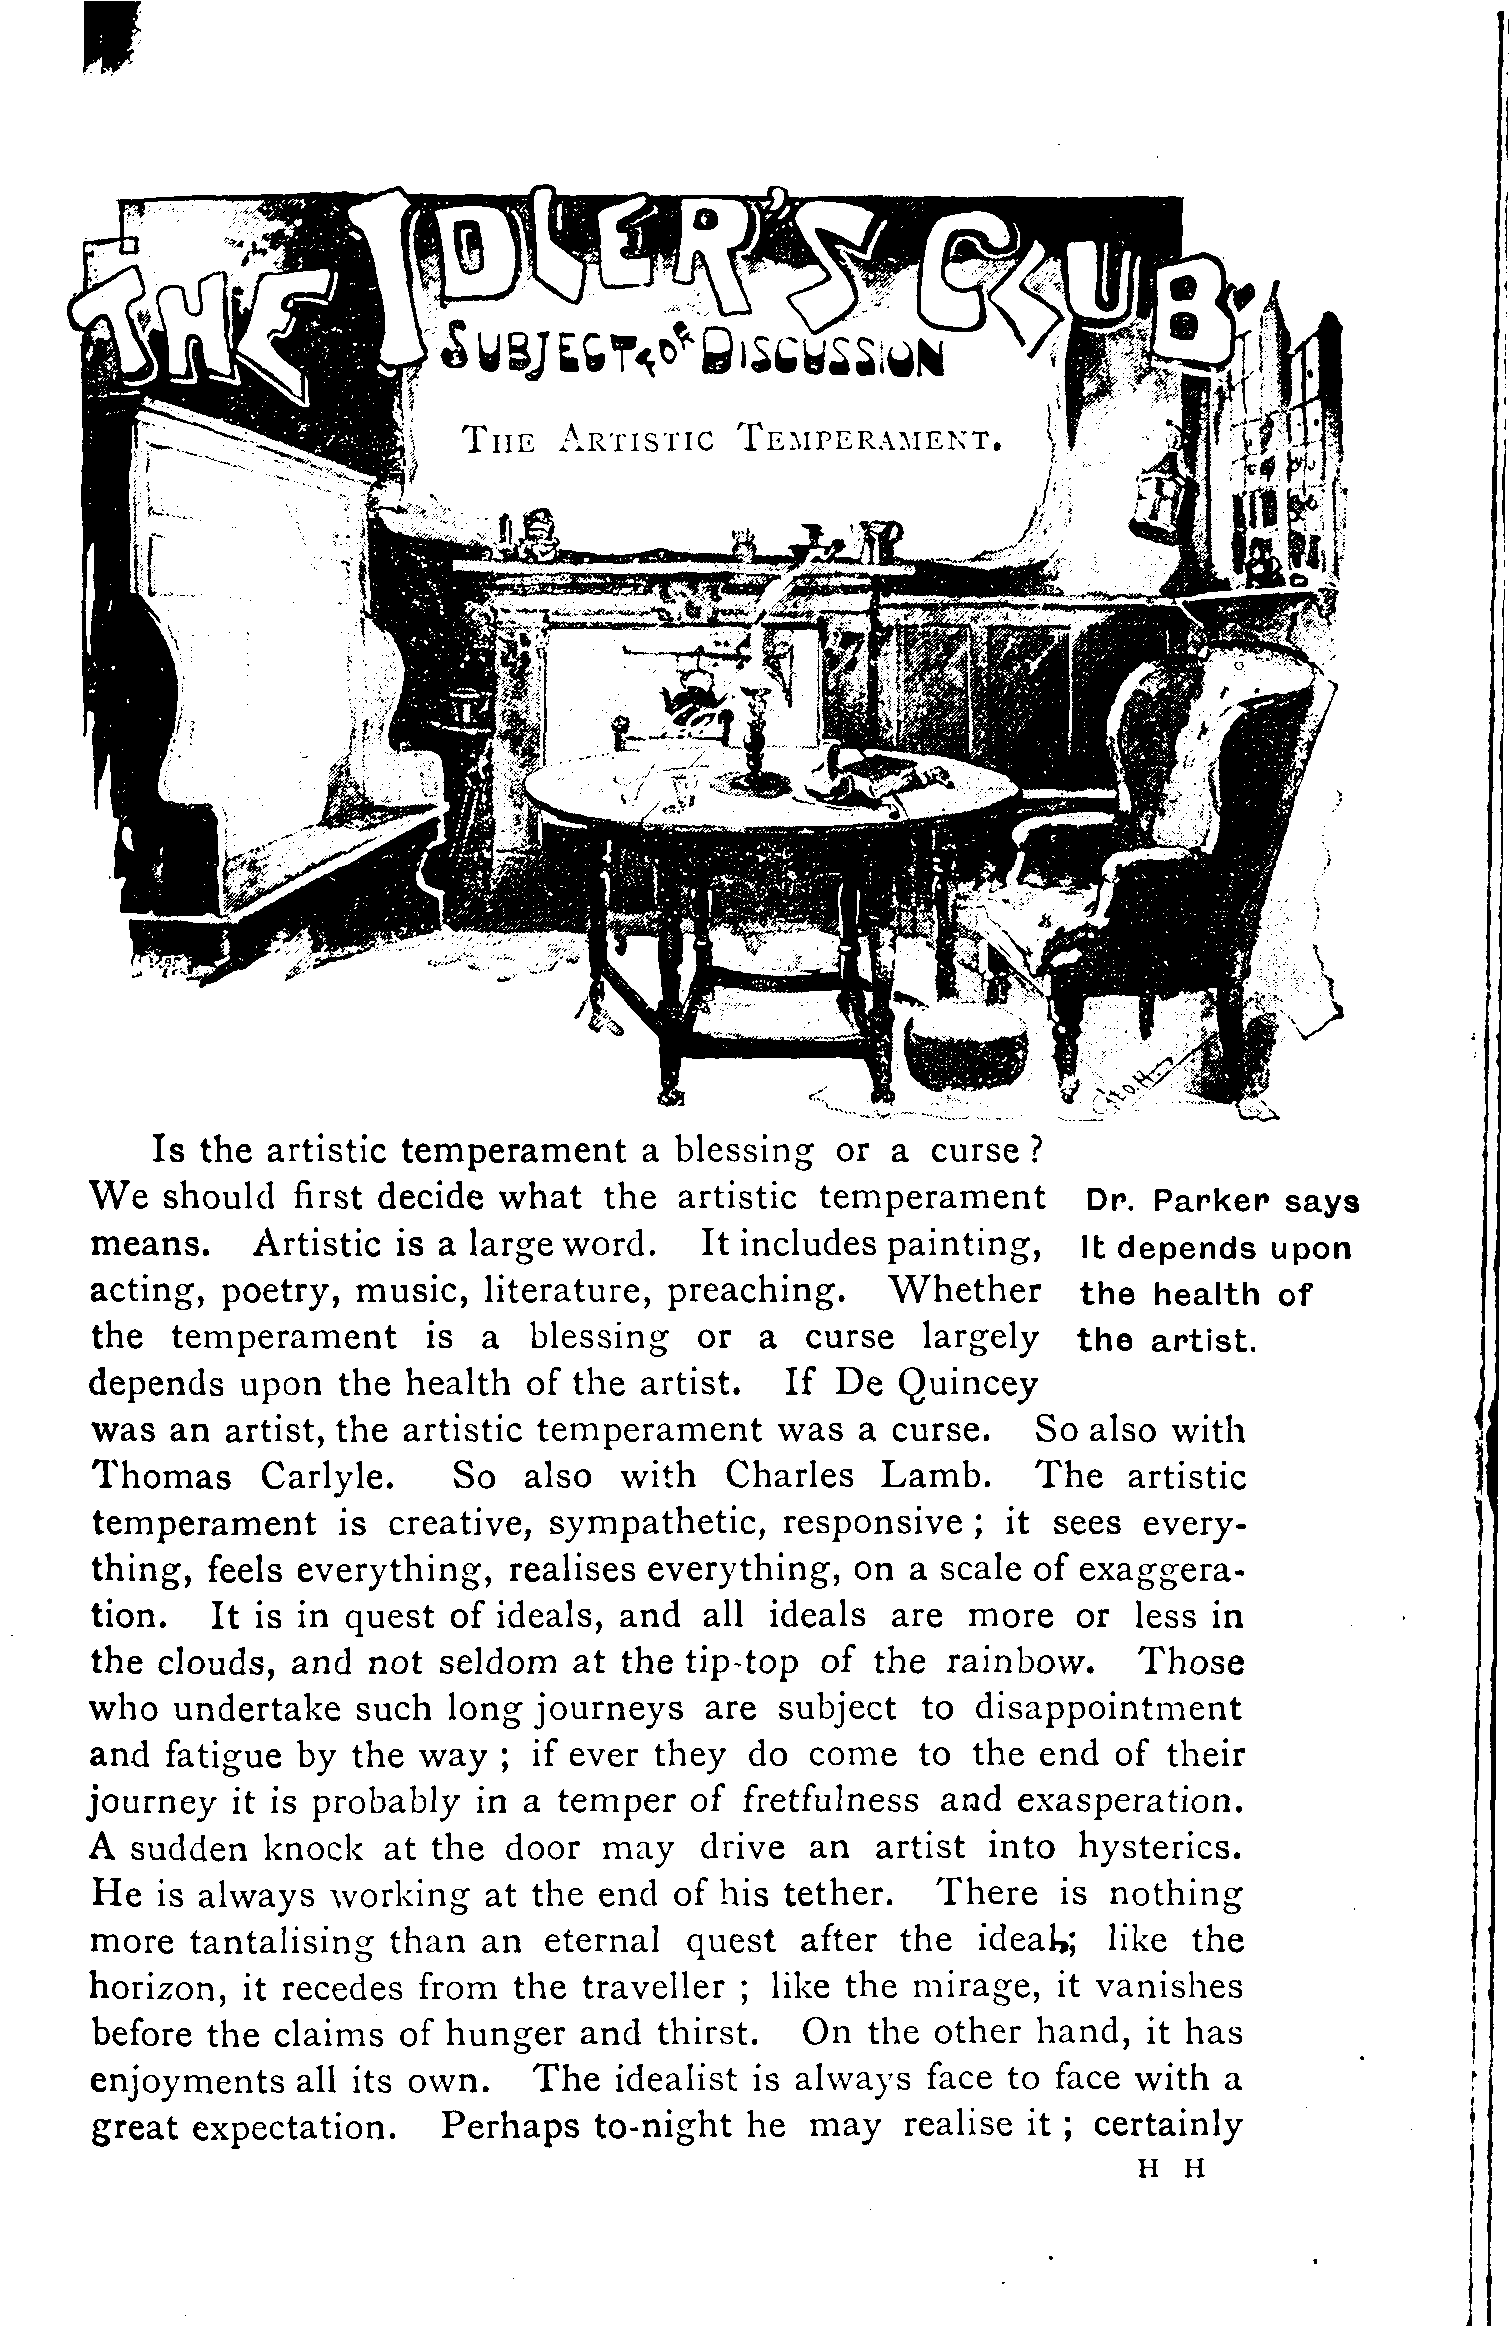 THE IDLER'S CLUB.
SUBJECT FOR DISCUSSION
THE ARTISTIC TEMPERAMENT.
Is the artistic temperament a blessing or a curse ?
We should first decide what the artistic temperament
means. Artistic is a large word. It includes painting,
acting, poetry, music, literature, preaching. Whether
the temperament is a blessing or a curse largely
depends upon the health of the artist. If De Quincey
Dr. Parker says
It depends upon
the health of
the artist.
was an artist, the artistic temperament was a curse. So also with
Thomas Carlyle. So also with Charles Lamb. The artistic
temperament is creative, sympathetic, responsive ; it sees every-
thing, feels everything, realises everything, on a scale of exaggera-
tion. It is in quest of ideals, and all ideals are more or less in
the clouds, and not seldom at the tip-top of the rainbow. Those
who undertake such long journeys are subject to disappointment
and fatigue by the way ; if ever they do come to the end of their
journey it is probably in a temper of fretfulness and exasperation.
A sudden knock at the door may drive an artist into hysterics.
He is always working at the end of his tether. There is nothing
more tantalising than an eternal quest after the ideal; like the
horizon, it recedes from the traveller ; like the mirage, it vanishes
before the claims of hunger and thirst. On the other hand, it has
enjoyments all its own. The idealist is always face to face with a
great expectation. Perhaps to-night he may realise it ; certainly
H H